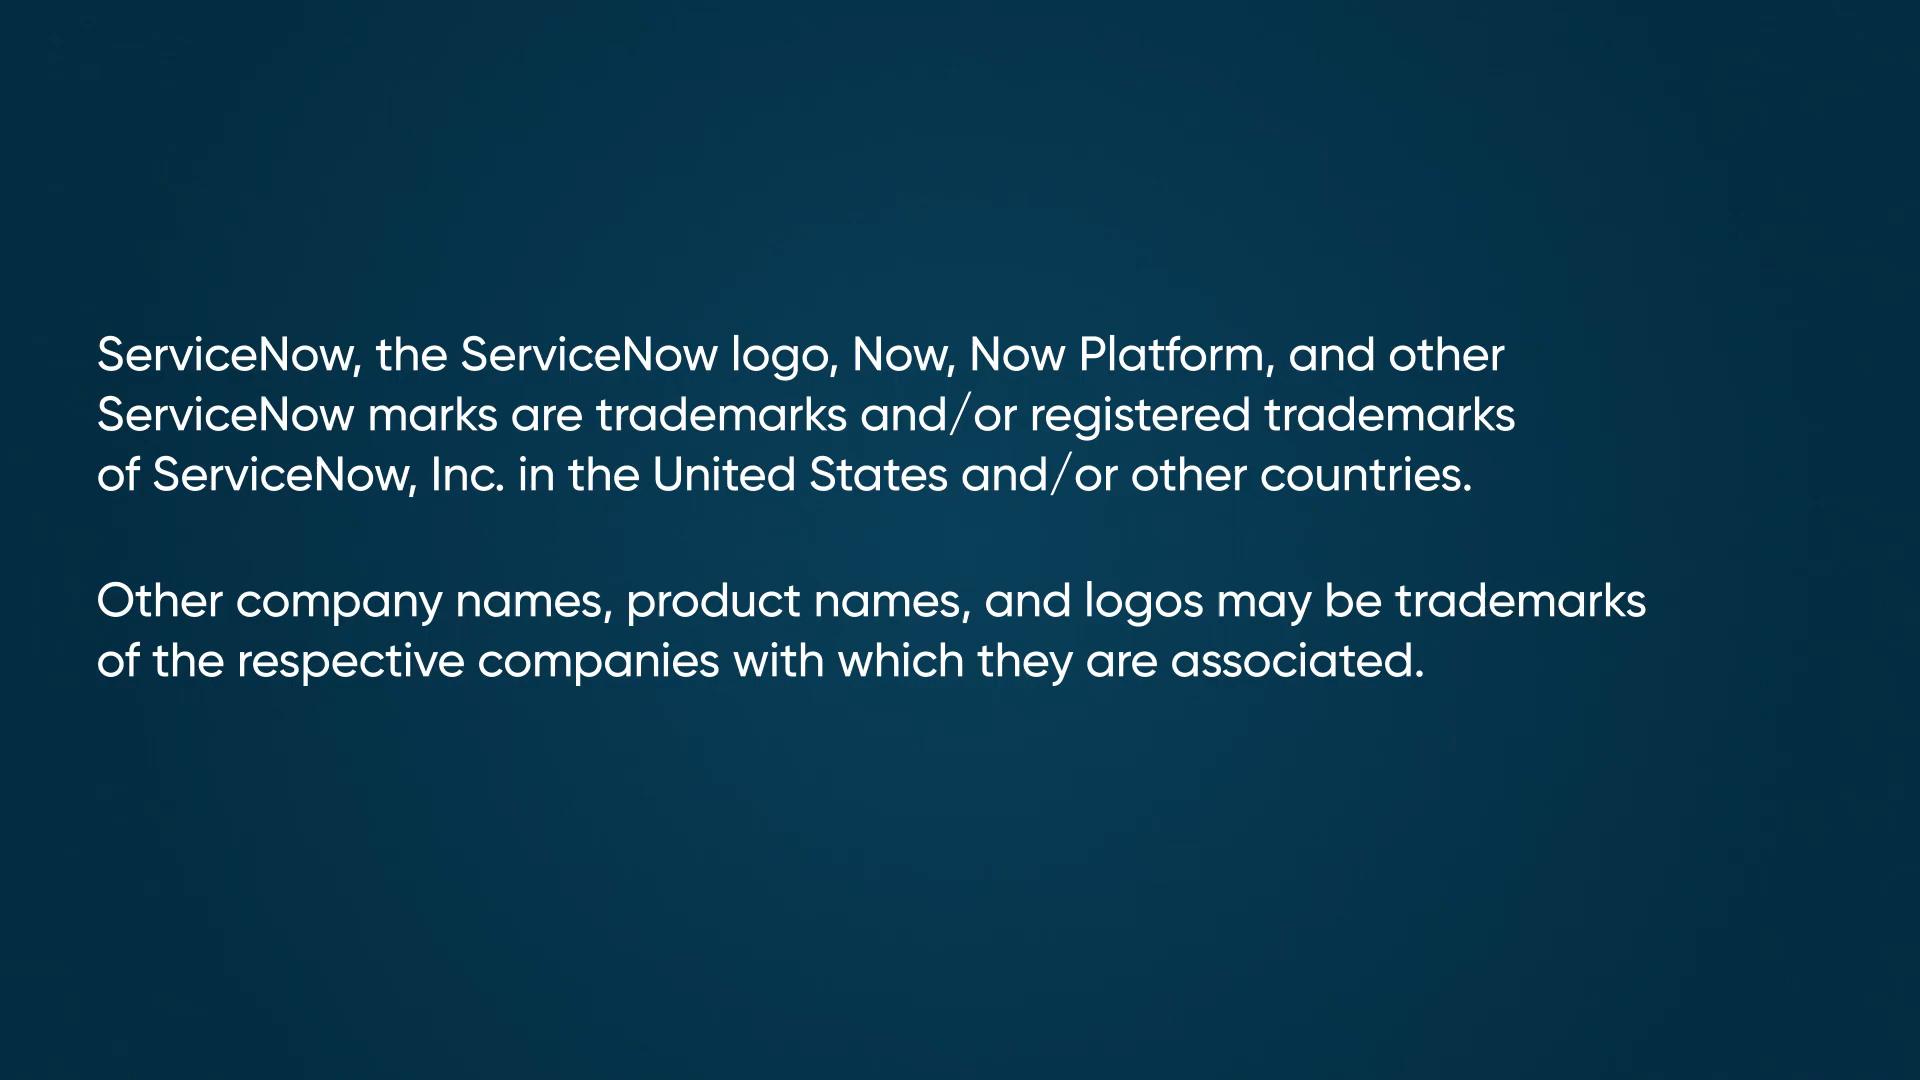 ServiceNow, the ServiceNow logo, Now, Now Platform, and other
ServiceNow marks are trademarks and/or registered trademarks
of ServiceNow, Inc. in the United States and/or other countries.
Other company names, product names, and logos may be trademarks
of the respective companies with which they are associated.